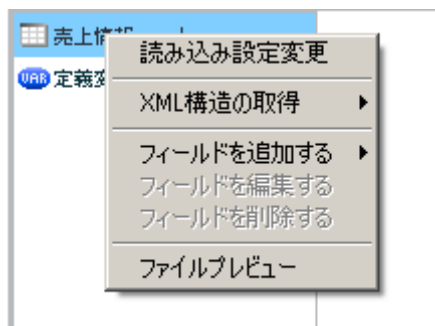 売上情
読み込み設定変更
VAR 定義変
XML構造の取得
フィールドを追加する
フィールドを編集する
フィールドを削除する
ファイルプレビュー